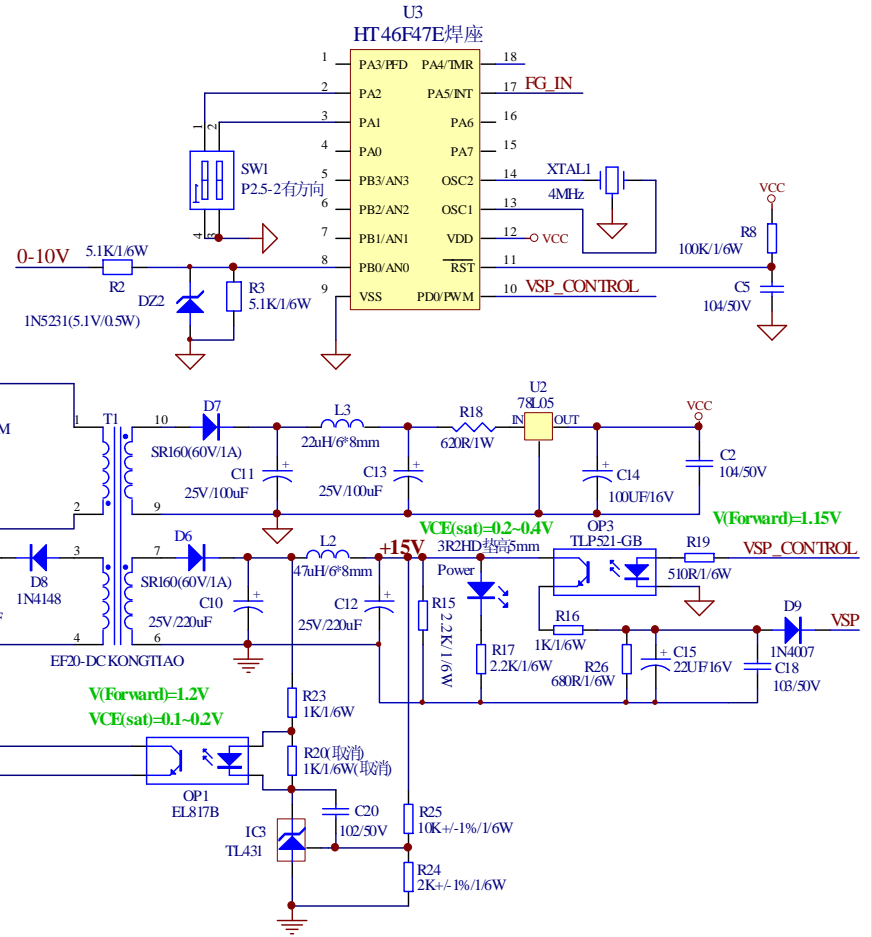 U3
HT46F47E焊座
1 PA3/PFD PA4/TMR 18
2 PA2 PA5/INT 17 FG_IN
3 PA1 PA6 16
4 PA0 PA7 15
5 PB3/AN3 OSC2 14
6 PB2/AN2 OSC1 13
7 PB1/AN1 VDD 12 VCC
8 PB0/AN0 RST 11
9 VSS PD0/PWM 10 VSP_CONTROL
1 2
SW1
P2.5-2有方向
4 3
XTAL1
4MHz
VCC
R8
100K/1/6W
C5
104/50V
0-10V
5.1K/1/6W
R2
DZ2
1N5231(5.1V/0.5W)
R3
5.1K/1/6W
M
1 T1 10
2 9
3 7
4 6
D7
SR160(60V/1A)
L3
22uH/6*8mm
R18
620R/1W
U2
78L05
IN OUT
VCC
C11
25V/100uF
C13
25V/100uF
C14
100UF/16V
C2
104/50V
VCE(sat)=0.2~0.4V
V(Forward)=1.15V
D8
1N4148
D6
SR160(60V/1A)
L2
47uH/6*8mm
+15V
3R2HD垫高5mm
Power
OP3
TLP521-GB
R19
510R/1/6W
VSP_CONTROL
F
C10
25V/220uF
C12
25V/220uF
R15
2.2K/1/6W
R17
2.2K/1/6W
R16
1K/1/6W
R26
680R/1/6W
C15
22UF/16V
D9
1N4007
VSP
C18
103/50V
EF20-DC KONGTIAO
V(Forward)=1.2V
VCE(sat)=0.1~0.2V
R23
1K/1/6W
R20(取消)
1K/1/6W(取消)
OP1
EL817B
IC3
TL431
C20
102/50V
R25
10K+/-1%/1/6W
R24
2K+/-1%/1/6W